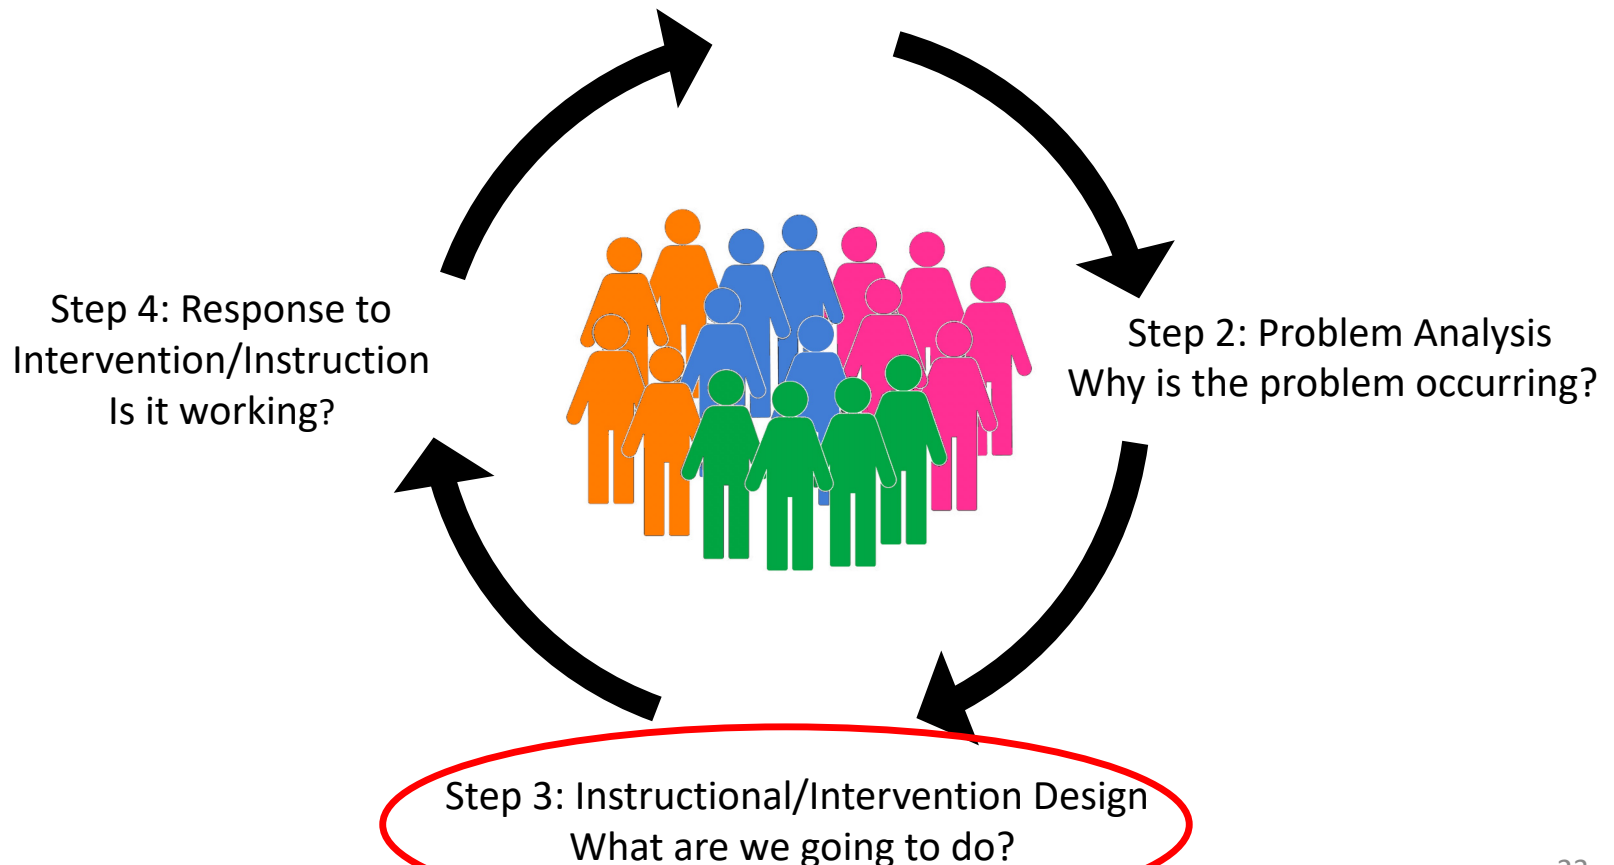 Step 4: Response to
Intervention/Instruction
Is it working?
Step 2: Problem Analysis
Why is the problem occurring?
Step 3: Instructional/Intervention Design
What are we going to do?